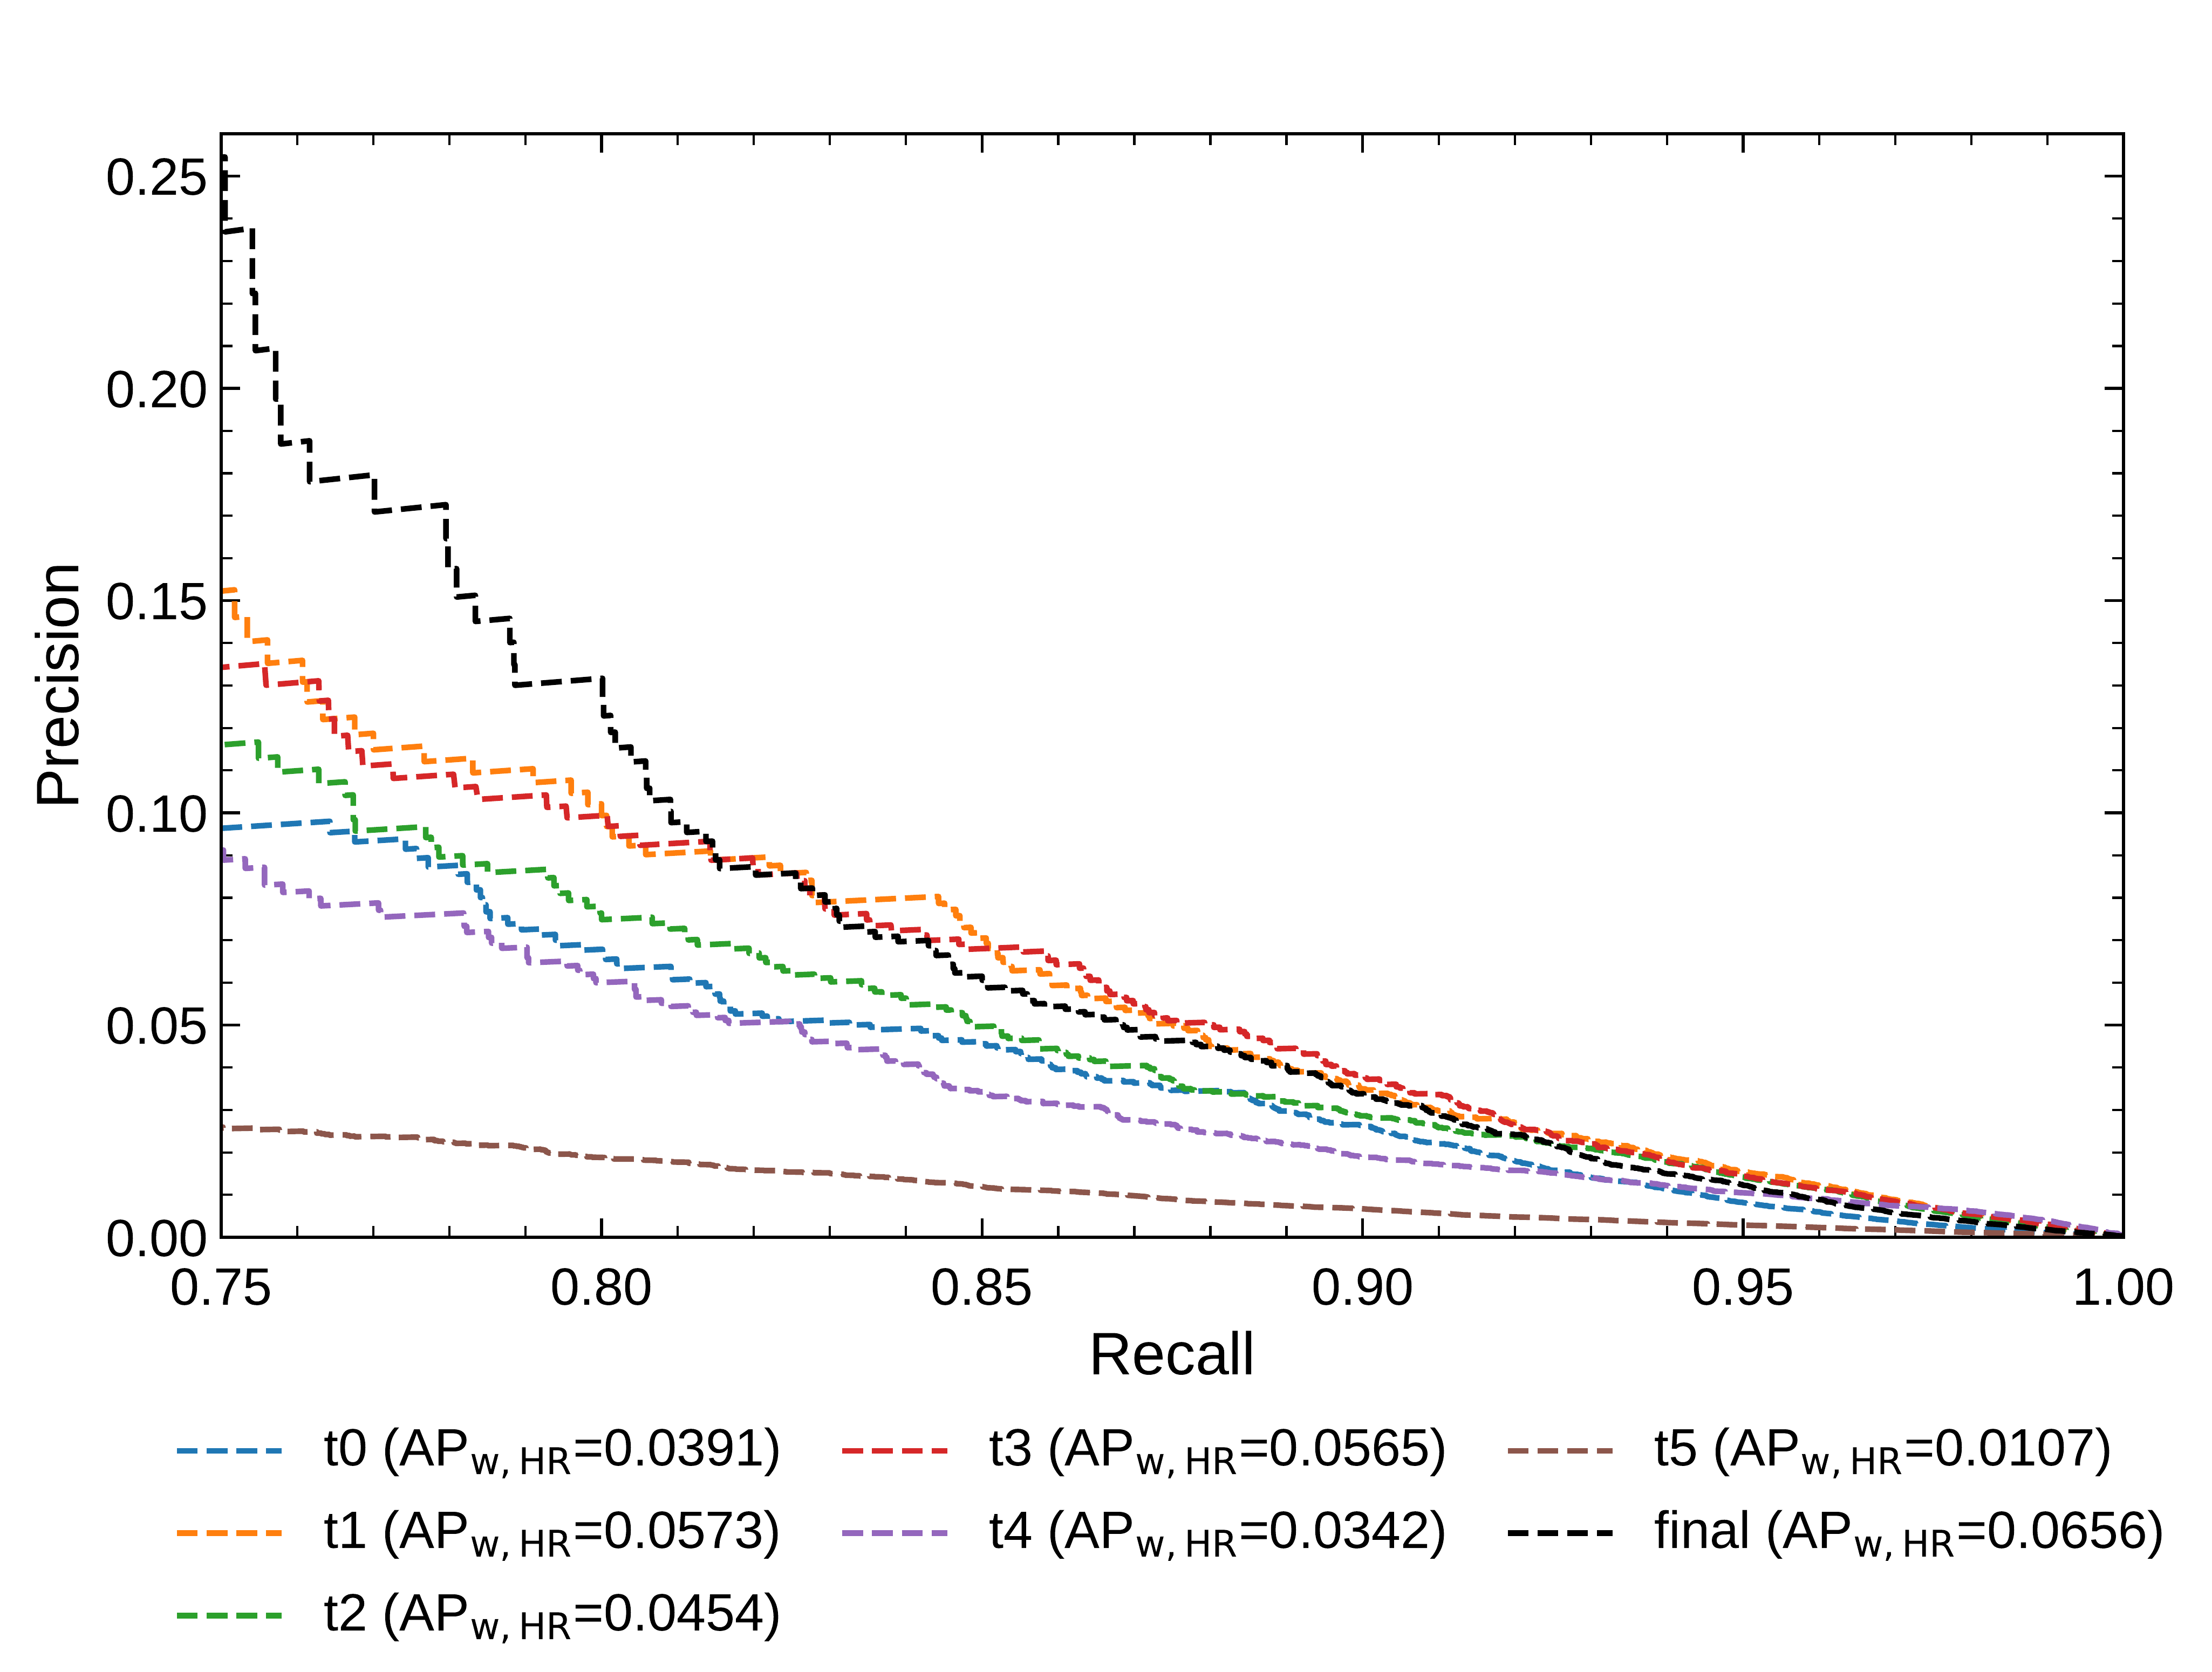 0.25
0.20
0.15
0.10
0.05
0.00
Precision
0.75 0.80 0.85 0.90 0.95 1.00
Recall
t0 (APw, HR=0.0391) t3 (APw, HR=0.0565) t5 (APw, HR=0.0107)
t1 (APw, HR=0.0573) t4 (APw, HR=0.0342) final (APw, HR=0.0656)
t2 (APw, HR=0.0454)